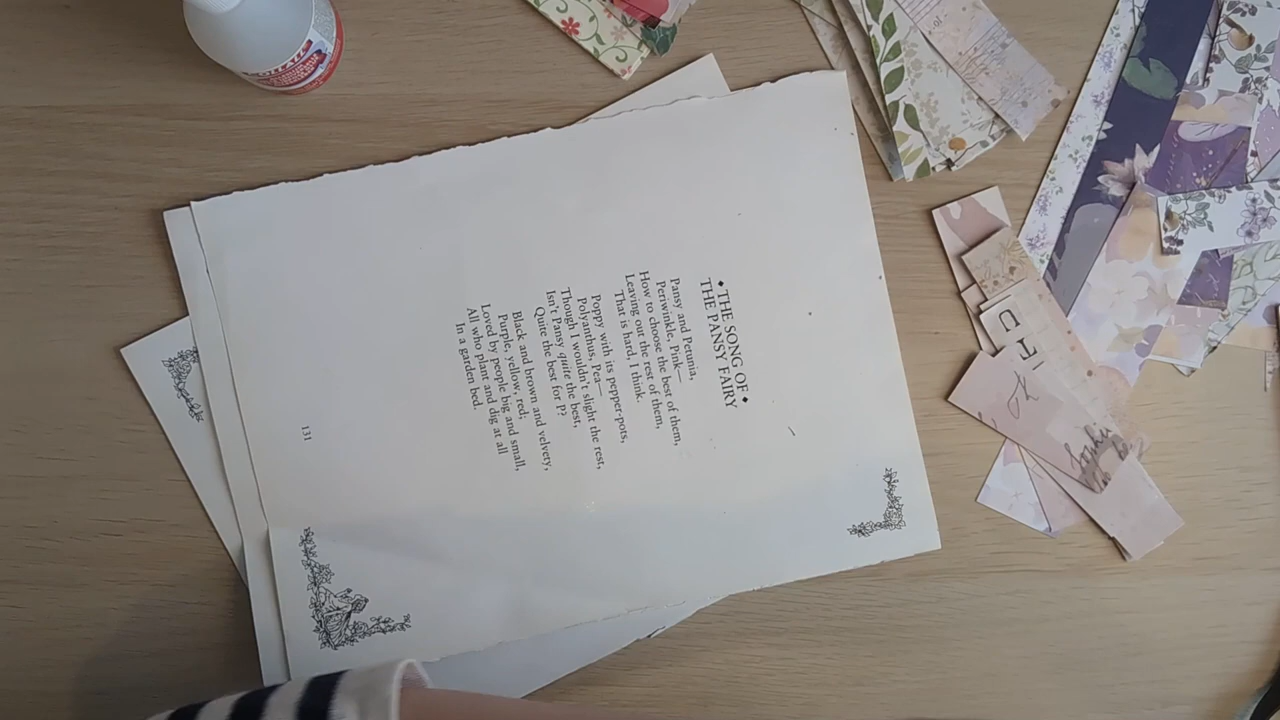 ◆ THE SONG OF ◆
THE PANSY FAIRY
Pansy and Petunia,
Periwinkle, Pink—
How to choose the best of them,
Leaving out the rest of them,
That is hard, I think.
Poppy with its pepper-pots,
Polyanthus, Pea—
Though I wouldn't slight the rest,
Isn't Pansy quite the best,
Quite the best for P?
Black and brown and velvety,
Purple, yellow, red;
Loved by people big and small,
All who plant and dig at all
In a garden bed.
131
Sophie